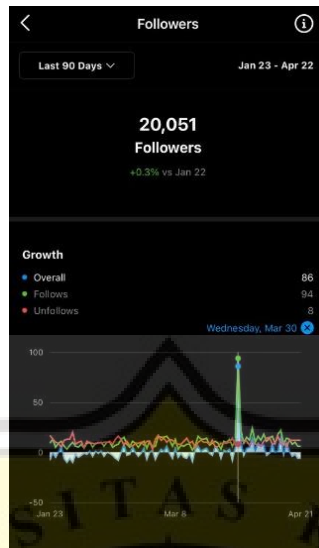 Followers
Last 90 Days
Jan 23 - Apr 22
20,051
Followers
+0.3% vs Jan 22
Growth
Overall 86
Follows 94
Unfollows 8
Wednesday, Mar 30
100
50
0
-50
Jan 23 Mar 8 Apr 21
SITAS